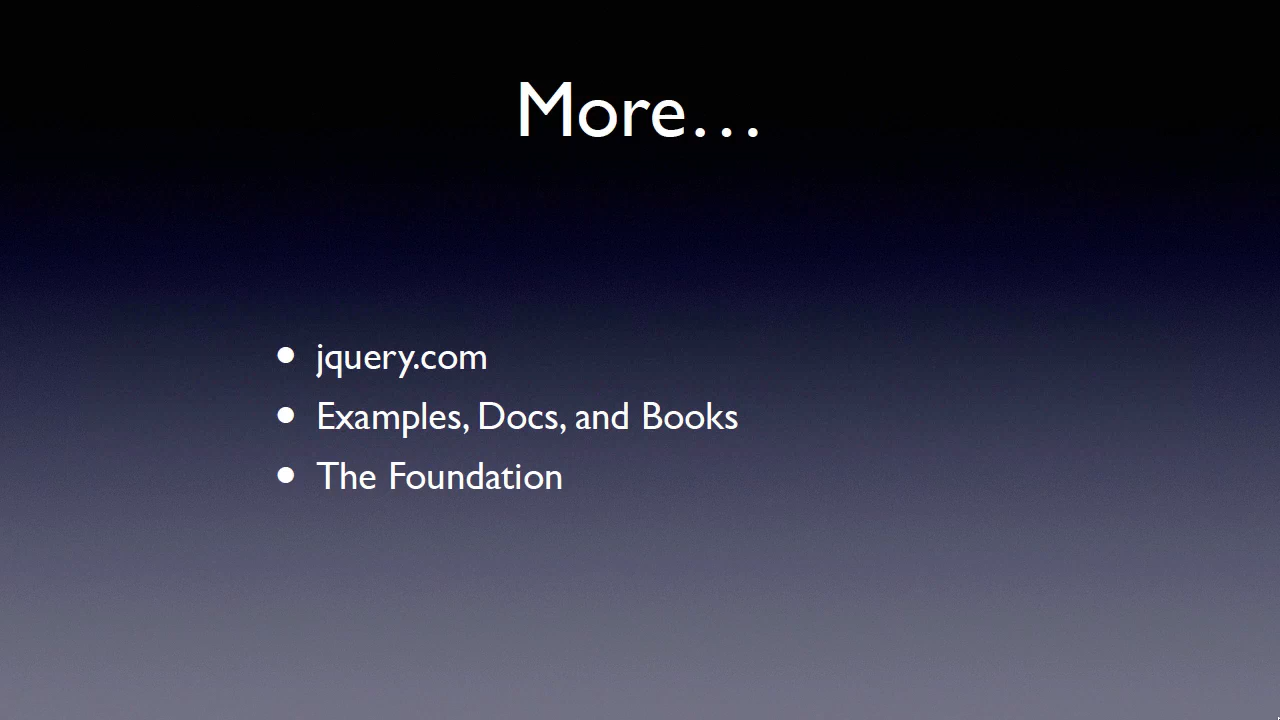 More…
• jquery.com
• Examples, Docs, and Books
• The Foundation